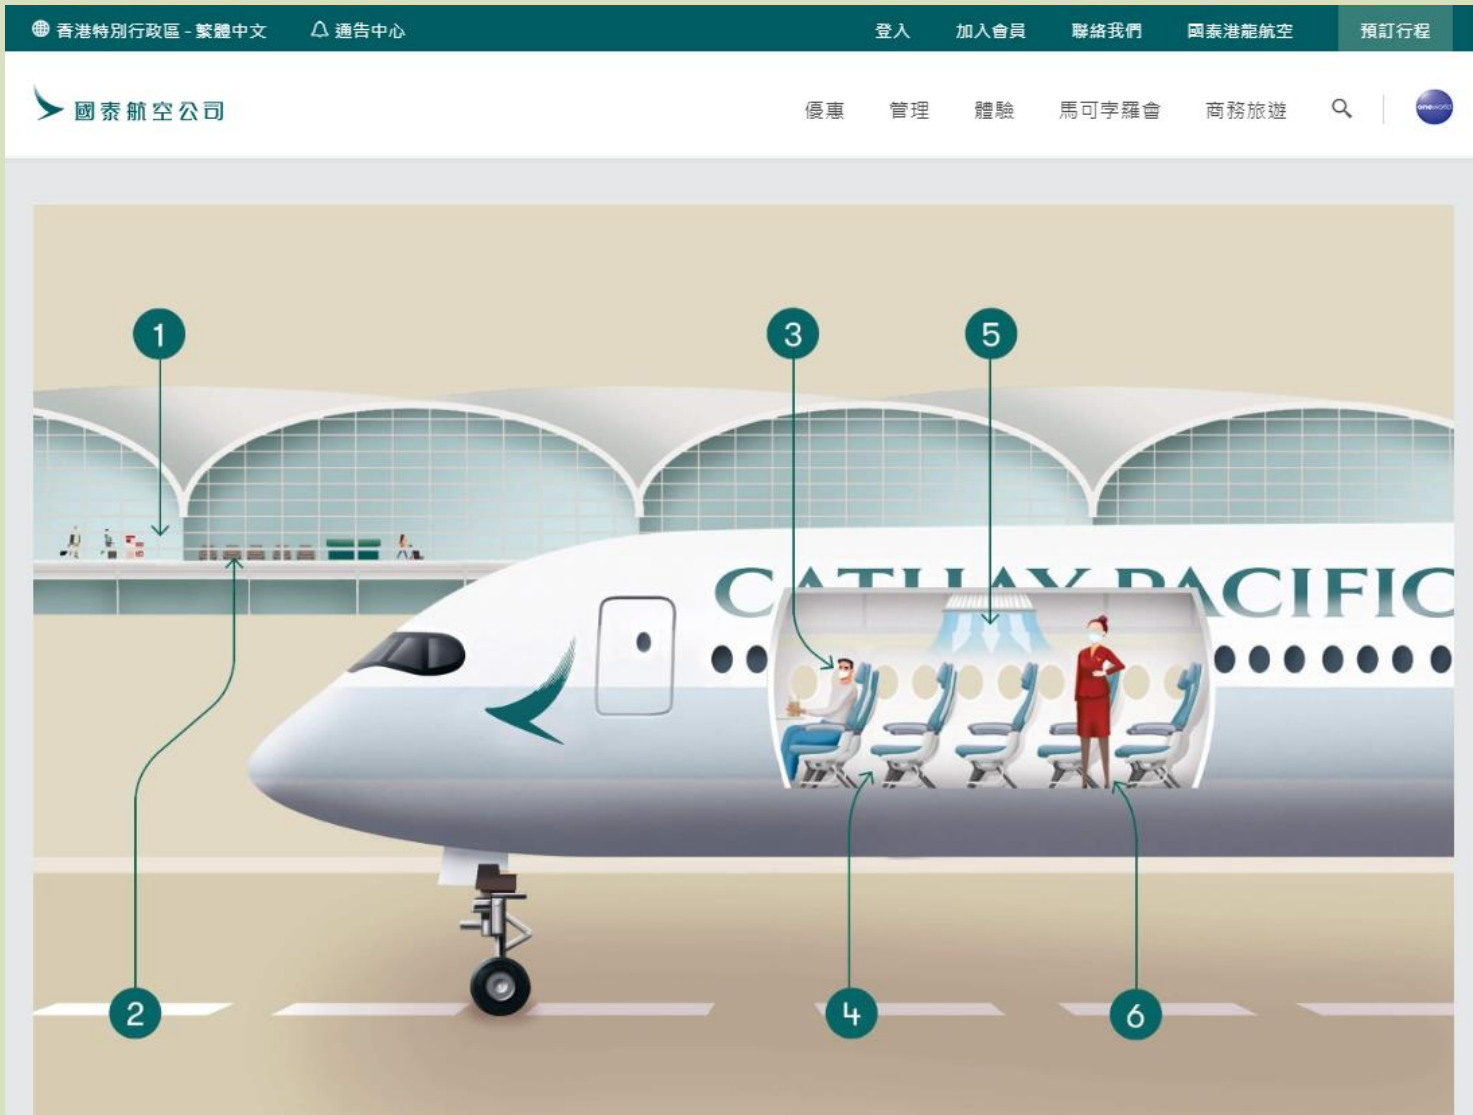 香港特別行政區 - 繁體中文 通告中心 登入 加入會員 聯絡我們 國泰港龍航空 預訂行程
國泰航空公司 優惠 管理 體驗 馬可孛羅會 商務旅遊 oneworld
1 3 5
CATHAY PACIFIC
2 4 6